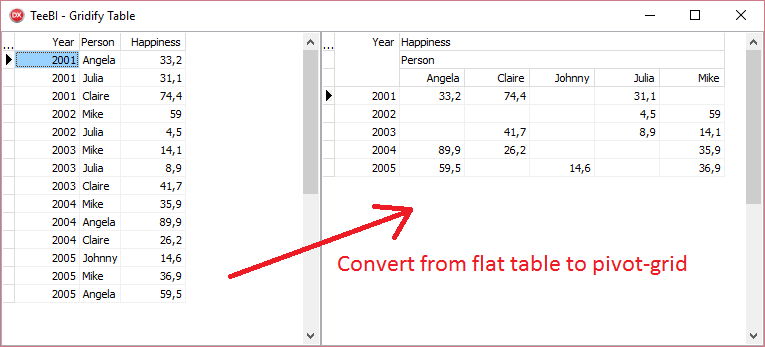 TeeBI - Gridify Table
... Year Person Happiness
2001 Angela 33,2
2001 Julia 31,1
2001 Claire 74,4
2002 Mike 59
2002 Julia 4,5
2003 Mike 14,1
2003 Julia 8,9
2003 Claire 41,7
2004 Mike 35,9
2004 Angela 89,9
2004 Claire 26,2
2005 Johnny 14,6
2005 Mike 36,9
2005 Angela 59,5
... Year Happiness
Person
Angela Claire Johnny Julia Mike
2001 33,2 74,4 31,1
2002 4,5 59
2003 41,7 8,9 14,1
2004 89,9 26,2 35,9
2005 59,5 14,6 36,9
Convert from flat table to pivot-grid